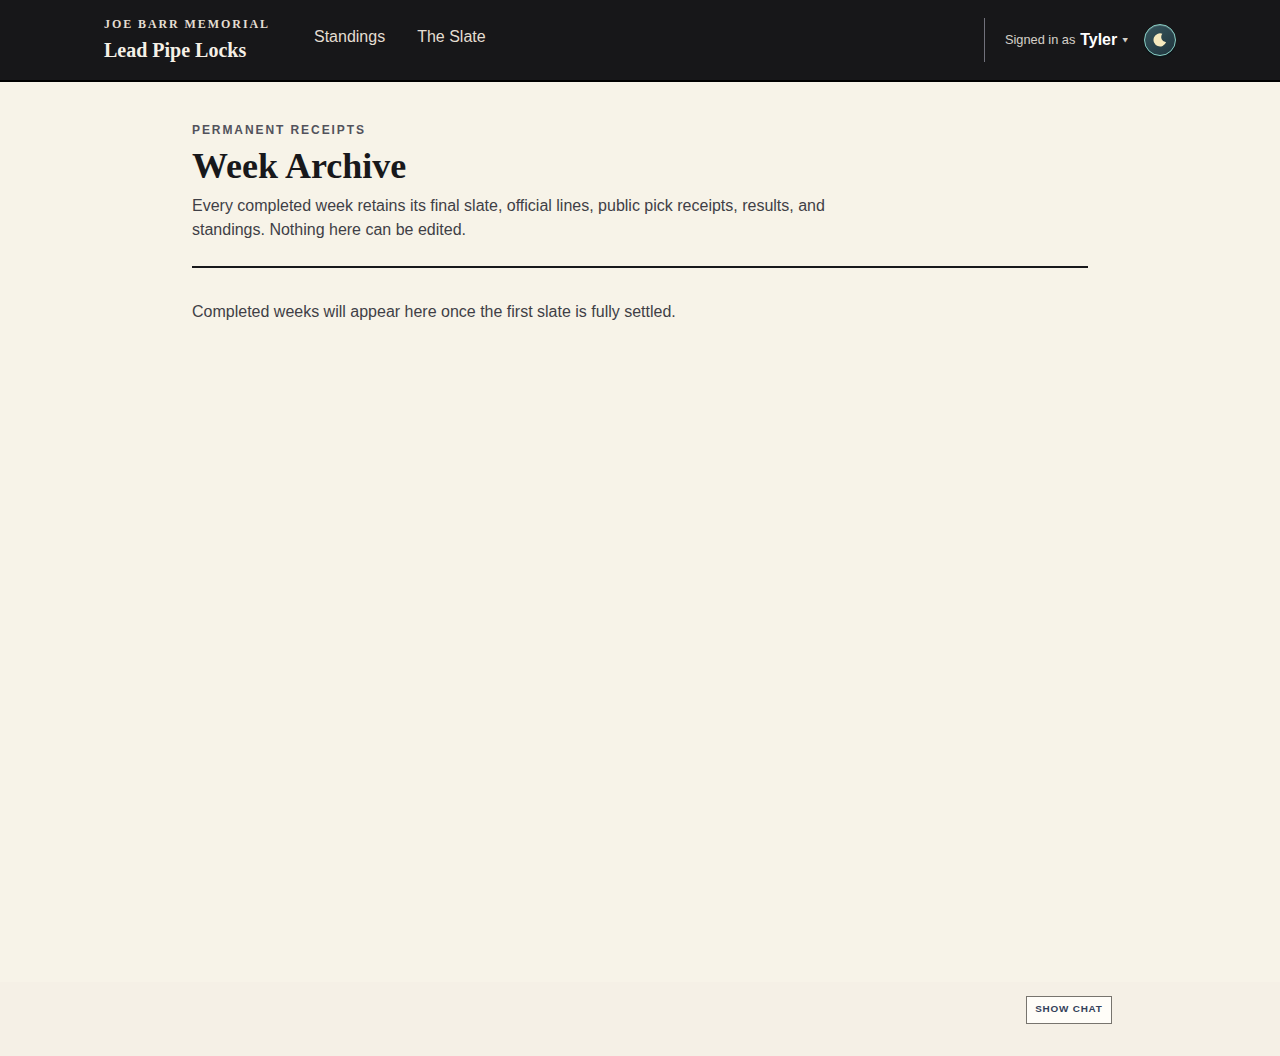 JOE BARR MEMORIAL
Lead Pipe Locks
Standings
The Slate
Signed in as Tyler ▾
PERMANENT RECEIPTS
Week Archive
Every completed week retains its final slate, official lines, public pick receipts, results, and
standings. Nothing here can be edited.
Completed weeks will appear here once the first slate is fully settled.
SHOW CHAT